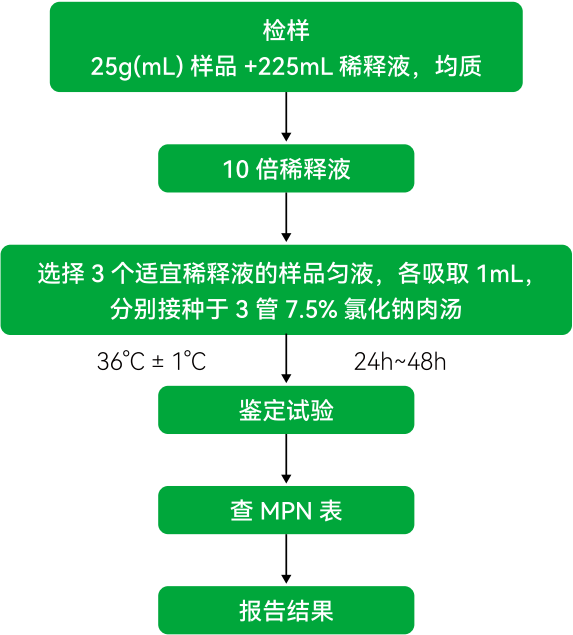 检样
25g(mL) 样品 +225mL 稀释液，均质
10 倍稀释液
选择 3 个适宜稀释液的样品匀液，各吸取 1mL，
分别接种于 3 管 7.5% 氯化钠肉汤
36℃ ± 1℃ 24h~48h
鉴定试验
查 MPN 表
报告结果